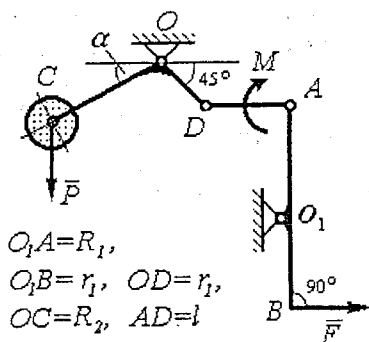 O
α
C
45°
M
D
A
P̅
O₁
O₁A=R₁,
O₁B=r₁, OD=r₁,
OC=R₂, AD=l
B
90°
F̅